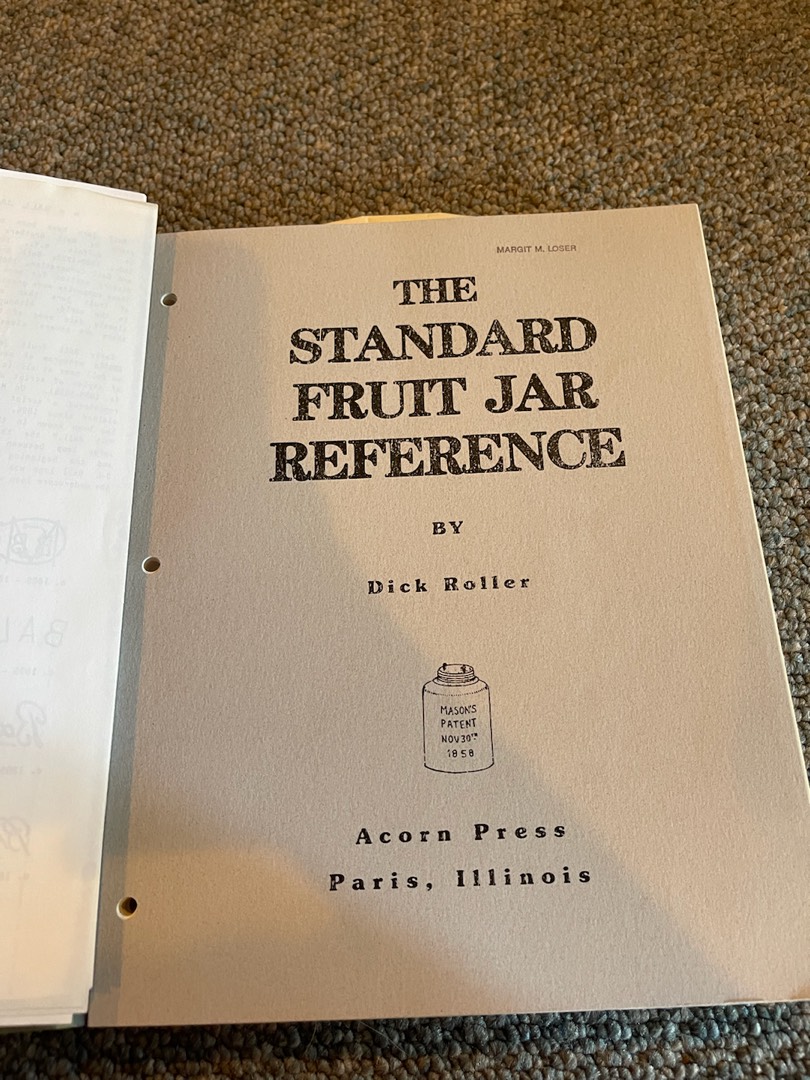 MARGIT M. LOSER
THE
STANDARD
FRUIT JAR
REFERENCE
BY
Dick Roller
MASON'S
PATENT
NOV 30TH
1858
Acorn Press
Paris, Illinois